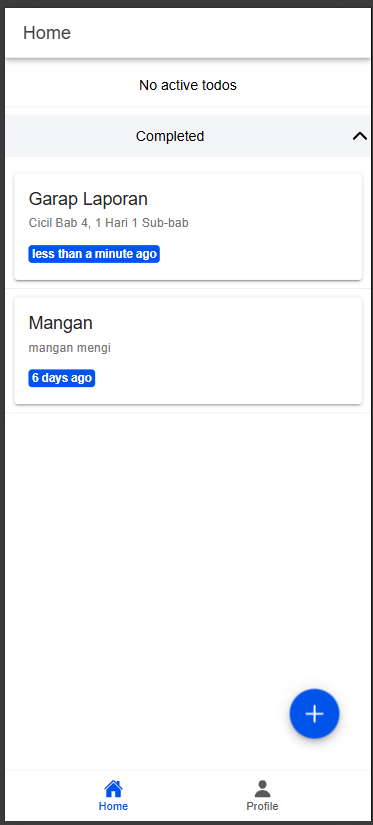 Home
No active todos
Completed
Garap Laporan
Cicil Bab 4, 1 Hari 1 Sub-bab
less than a minute ago
Mangan
mangan mengi
6 days ago
Home
Profile